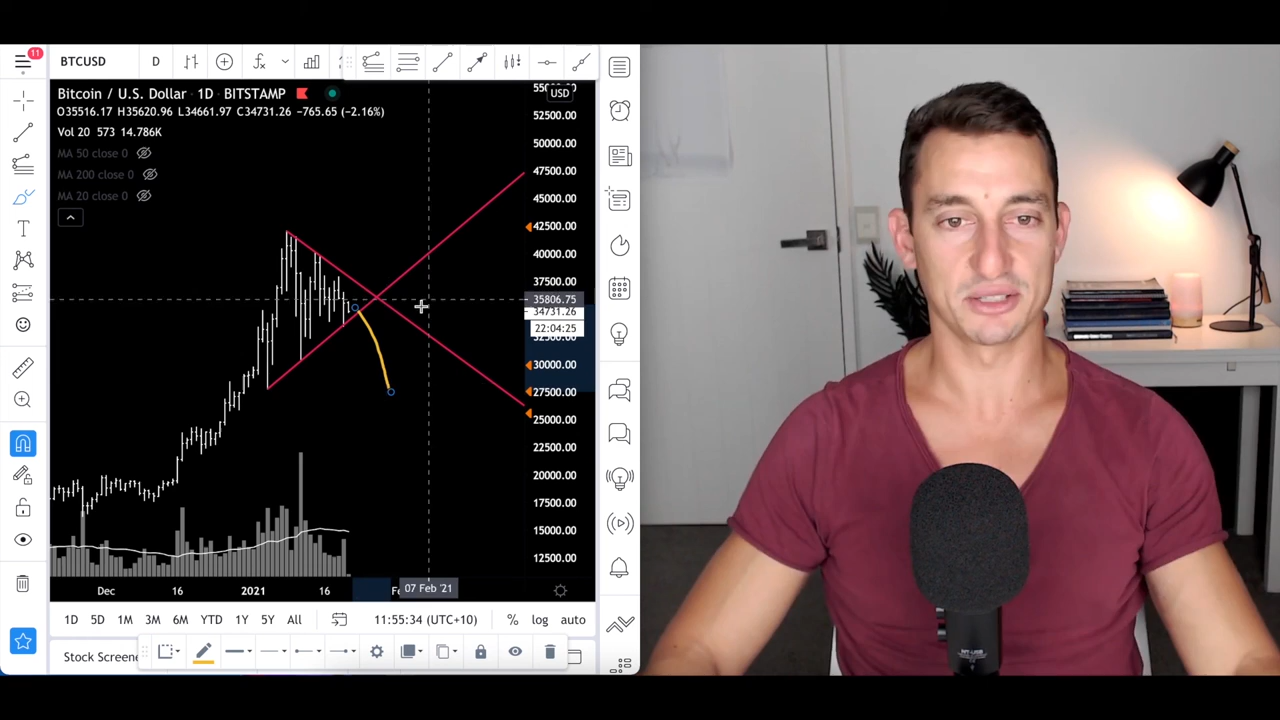 11
BTCUSD
D
Bitcoin / U.S. Dollar · 1D · BITSTAMP
USD
O35516.17 H35620.96 L34661.97 C34731.26 -765.65 (-2.16%)
Vol 20 573 14.786K
MA 50 close 0
MA 200 close 0
MA 20 close 0
52500.00
50000.00
47500.00
45000.00
42500.00
40000.00
37500.00
35806.75
34731.26
22:04:25
30000.00
27500.00
25000.00
22500.00
20000.00
17500.00
15000.00
12500.00
Dec
16
2021
16
07 Feb '21
1D
5D
1M
3M
6M
YTD
1Y
5Y
All
11:55:34 (UTC+10)
%
log
auto
Stock Screene